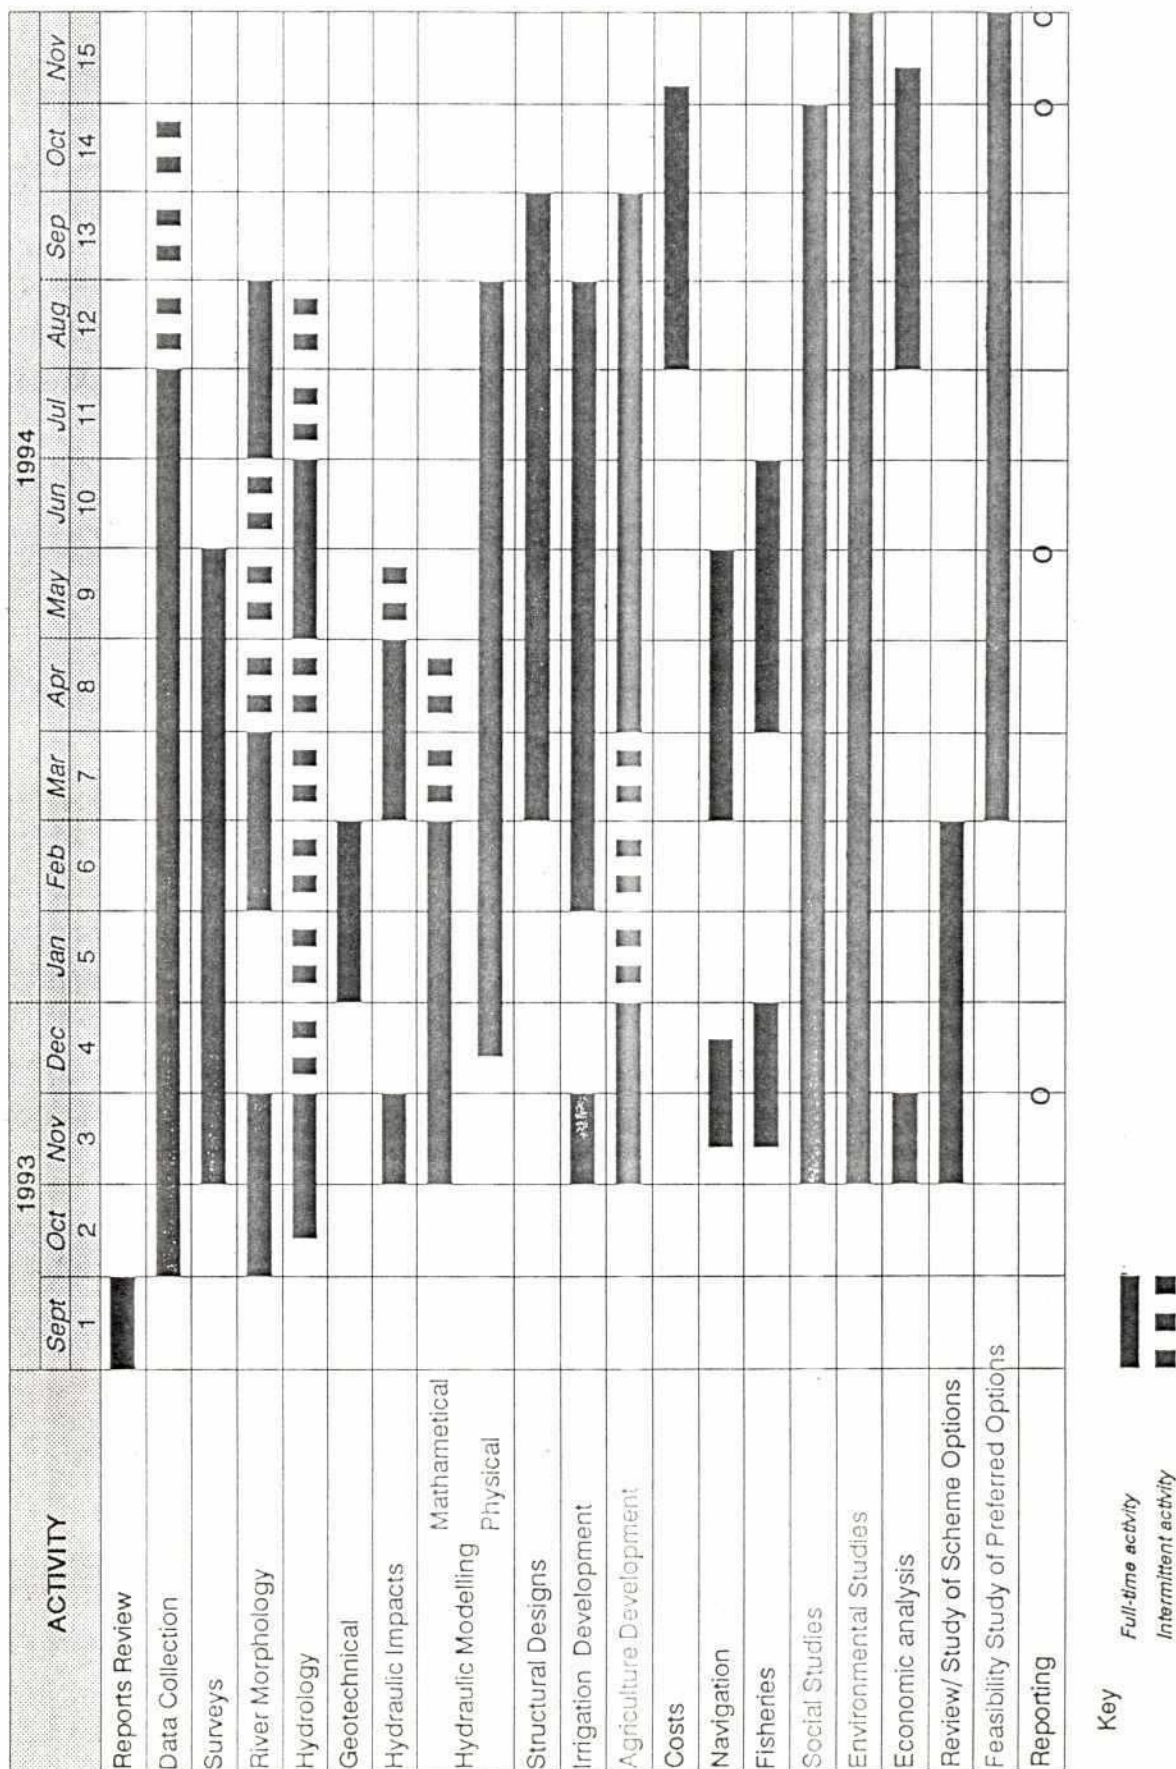 1993 1994
ACTIVITY Sept Oct Nov Dec Jan Feb Mar Apr May Jun Jul Aug Sep Oct Nov
1 2 3 4 5 6 7 8 9 10 11 12 13 14 15
Reports Review
Data Collection
Surveys
River Morphology
Hydrology
Geotechnical
Hydraulic Impacts
Mathametical
Hydraulic Modelling
Physical
Structural Designs
Irrigation Development
Agriculture Development
Costs
Navigation
Fisheries
Social Studies
Environmental Studies
Economic analysis
Review/ Study of Scheme Options
Feasibility Study of Preferred Options
Reporting
Key
Full-time activity
Intermittent activity